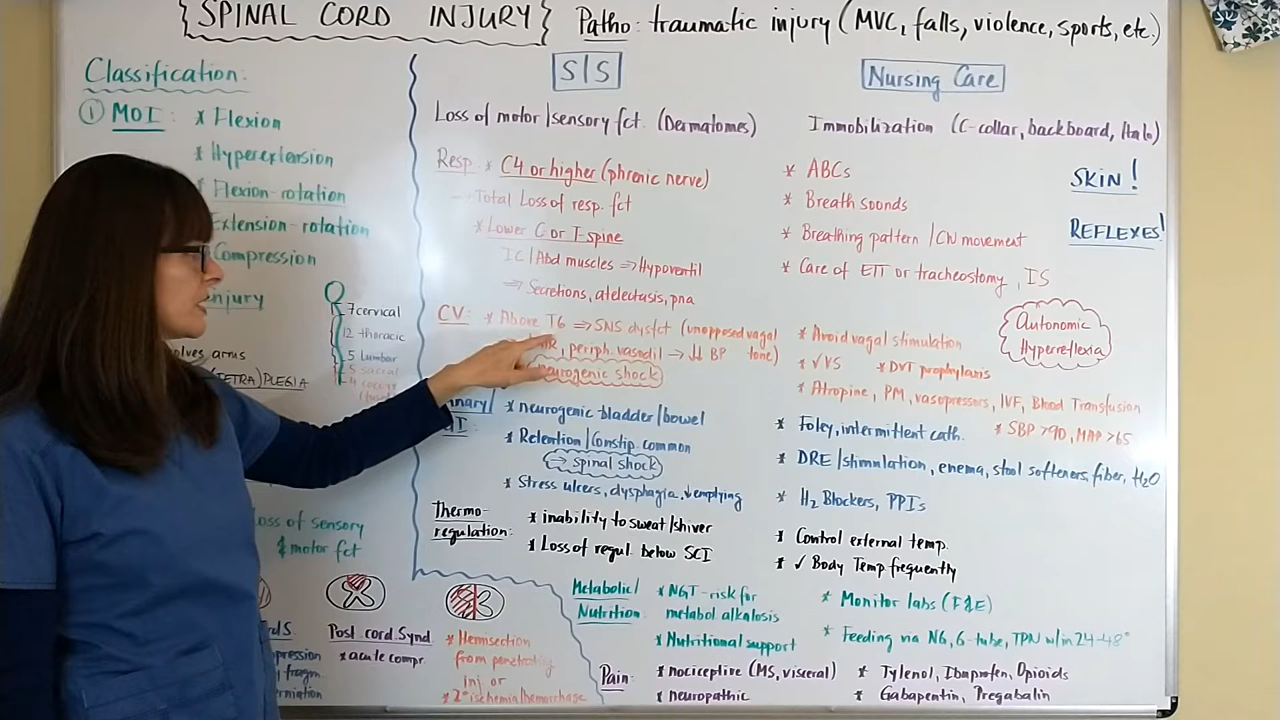 {SPINAL CORD INJURY} Patho: traumatic injury (MVC, falls, violence, sports, etc.)
Classification:
① MOI: * Flexion
* Hyperextension
Flexion-rotation
Extension-rotation
Compression
injury
7 cervical
12 thoracic
5 lumbar
5 sacral
4
arms
PLEGIA
Loss of sensory
& motor fct
Post cord Synd.
* acute compr.
* Hemisection
from penetrating
inj or
* 2° ischemia/hemorrhage
S/S
Loss of motor/sensory fct. (Dermatomes)
Resp * C4 or higher (phrenic nerve)
→ Total Loss of resp. fct
* Lower C or T-spine
IC/Abd muscles ⇒ Hypoventil
⇒ Secretions, atelectasis, pna
CV: * Above T6 ⇒ SNS dysfct (unopposed vagal
, periph. vasodil → ↓↓ BP tone)
neurogenic shock
* neurogenic bladder/bowel
* Retention/Constip. common
⇒ spinal shock
* Stress ulcers, dysphagia, ↓emptying
Thermo-
regulation: * inability to sweat/shiver
* Loss of regul. below SCI
Nursing Care
Immobilization (C-collar, backboard, Halo)
* ABCs
* Breath sounds
* Breathing pattern / CW movement
* Care of ETT or tracheostomy, IS
SKIN!
REFLEXES!
Autonomic
Hyperreflexia
* Avoid vagal stimulation
* √VS * DVT prophylaxis
* Atropine, PM, vasopressors, IVF, Blood Transfusion
* Foley, intermittent cath. * SBP >90, MAP >65
* DRE/stimulation, enema, stool softeners, fiber, H₂O
* H₂ Blockers, PPIs
* Control external temp.
* √ Body Temp frequently
Metabolic/
Nutrition: * NGT-risk for
metabol alkalosis
* Nutritional support
* Monitor labs (F&E)
* Feeding via NG, G-tube, TPN w/in 24-48°
Pain: * nociceptive (MS, visceral)
* neuropathic
* Tylenol, Ibuprofen, Opioids
* Gabapentin, Pregabalin